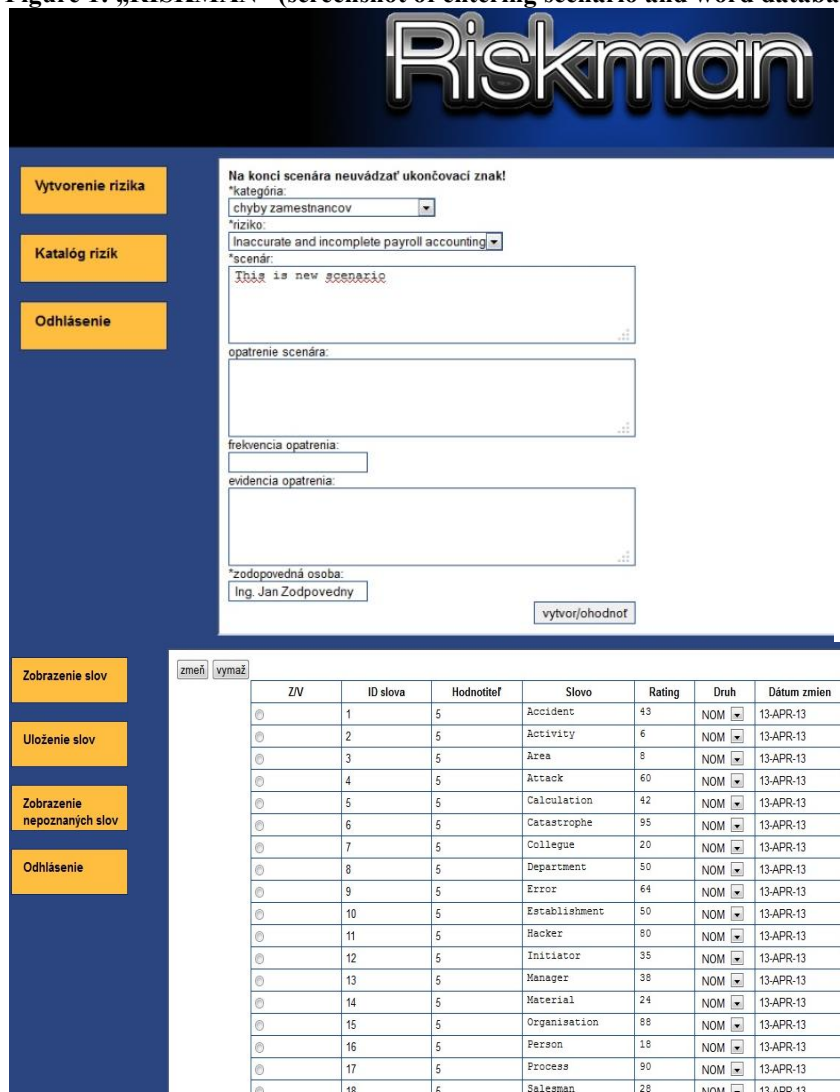 Figure 1: „RISKMAN" (screenshot of entering scenario and word databa
Riskman
Vytvorenie rizika
Katalóg rizík
Odhlásenie
Na konci scenára neuvádzať ukončovací znak!
*kategória:
chyby zamestnancov
*riziko:
Inaccurate and incomplete payroll accounting
*scenár:
This is new scenario
opatrenie scenára:
frekvencia opatrenia:
evidencia opatrenia:
*zodopovedná osoba:
Ing. Jan Zodpovedny
vytvor/ohodnoť
Zobrazenie slov
Uloženie slov
Zobrazenie
nepoznaných slov
Odhlásenie
zmeň vymaž
Z/V ID slova Hodnotiteľ Slovo Rating Druh Dátum zmien
1 5 Accident 43 NOM 13-APR-13
2 5 Activity 6 NOM 13-APR-13
3 5 Area 8 NOM 13-APR-13
4 5 Attack 60 NOM 13-APR-13
5 5 Calculation 42 NOM 13-APR-13
6 5 Catastrophe 95 NOM 13-APR-13
7 5 Collegue 20 NOM 13-APR-13
8 5 Department 50 NOM 13-APR-13
9 5 Error 64 NOM 13-APR-13
10 5 Establishment 50 NOM 13-APR-13
11 5 Hacker 80 NOM 13-APR-13
12 5 Initiator 35 NOM 13-APR-13
13 5 Manager 38 NOM 13-APR-13
14 5 Material 24 NOM 13-APR-13
15 5 Organisation 88 NOM 13-APR-13
16 5 Person 18 NOM 13-APR-13
17 5 Process 90 NOM 13-APR-13
18 5 Salesman 28 NOM 13-APR-13